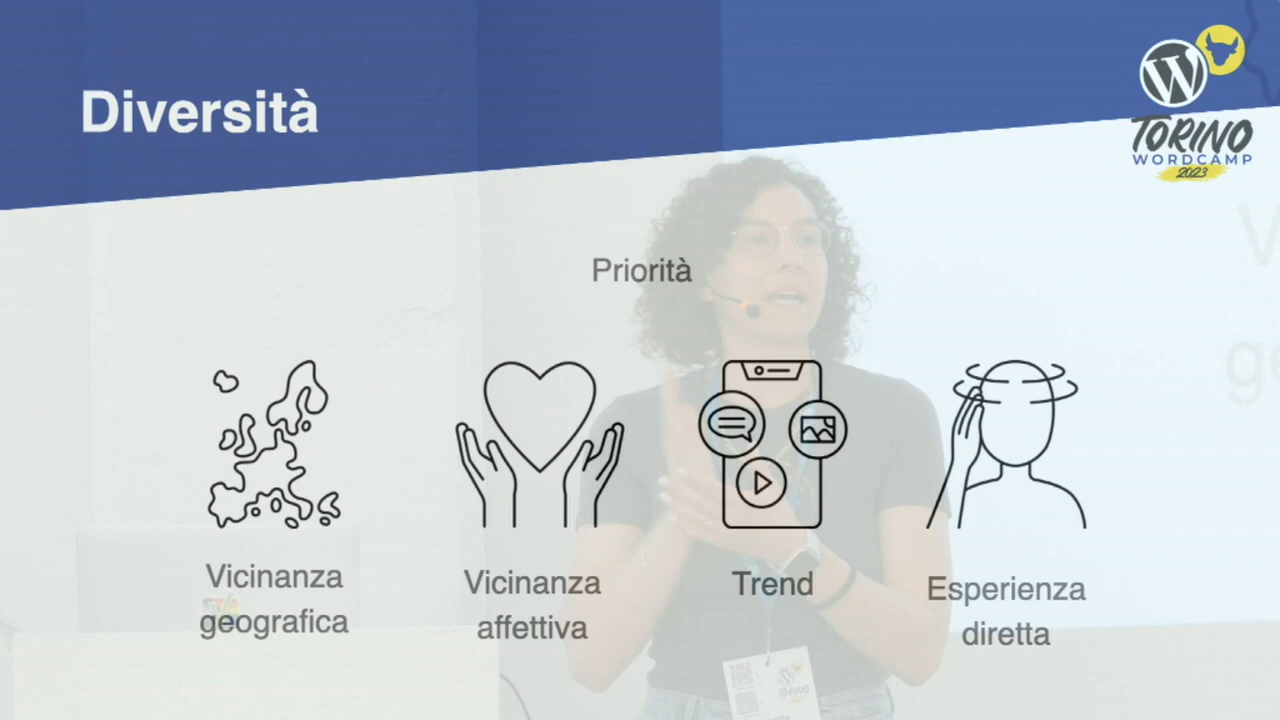 Diversità
TORINO
WORDCAMP
2023
Priorità
Vicinanza
geografica
Vicinanza
affettiva
Trend
Esperienza
diretta